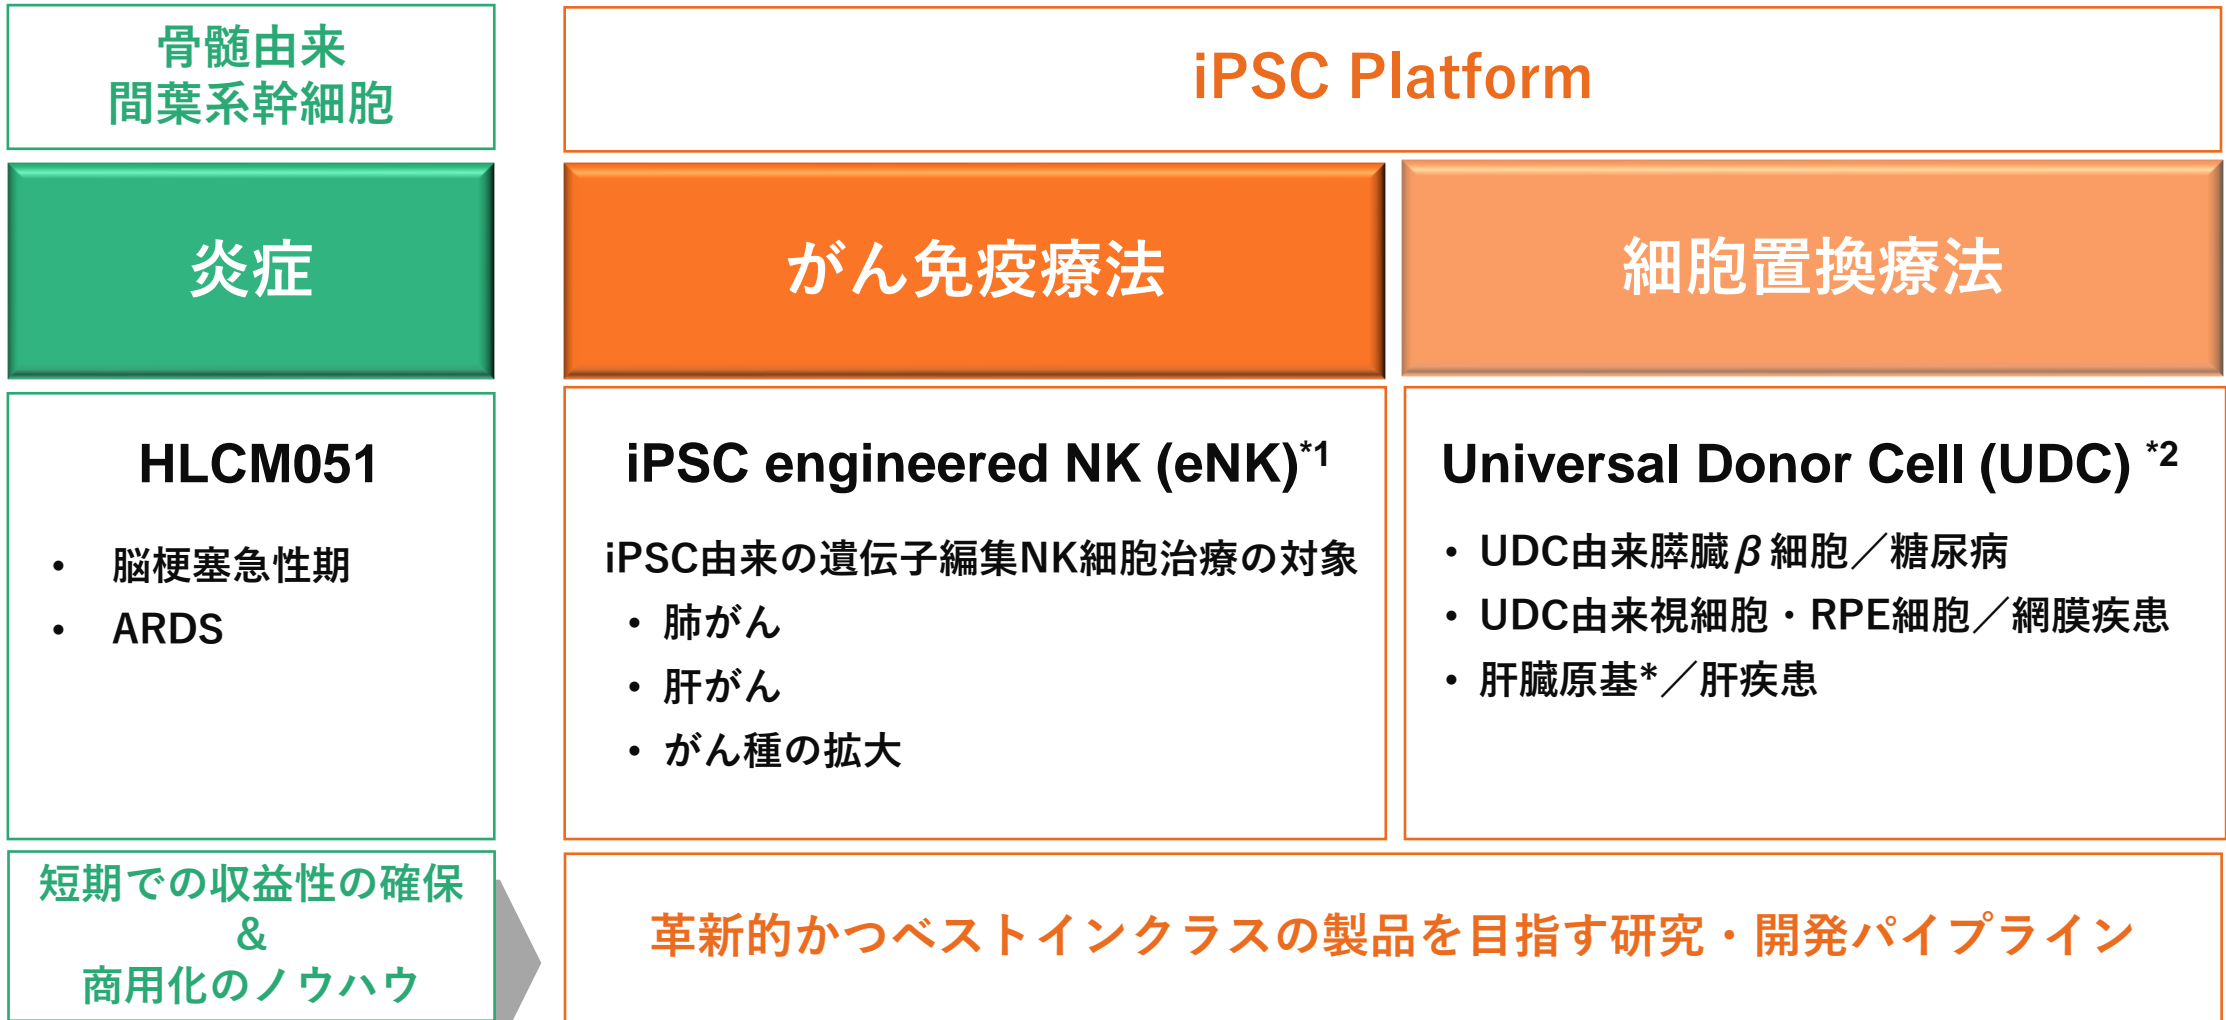 骨髄由来
間葉系幹細胞
iPSC Platform
炎症
がん免疫療法
細胞置換療法
HLCM051
• 脳梗塞急性期
• ARDS
iPSC engineered NK (eNK)*1
iPSC由来の遺伝子編集NK細胞治療の対象
• 肺がん
• 肝がん
• がん種の拡大
Universal Donor Cell (UDC) *2
• UDC由来膵臓β細胞／糖尿病
• UDC由来視細胞・RPE細胞／網膜疾患
• 肝臓原基*／肝疾患
短期での収益性の確保
&
商用化のノウハウ
革新的かつベストインクラスの製品を目指す研究・開発パイプライン